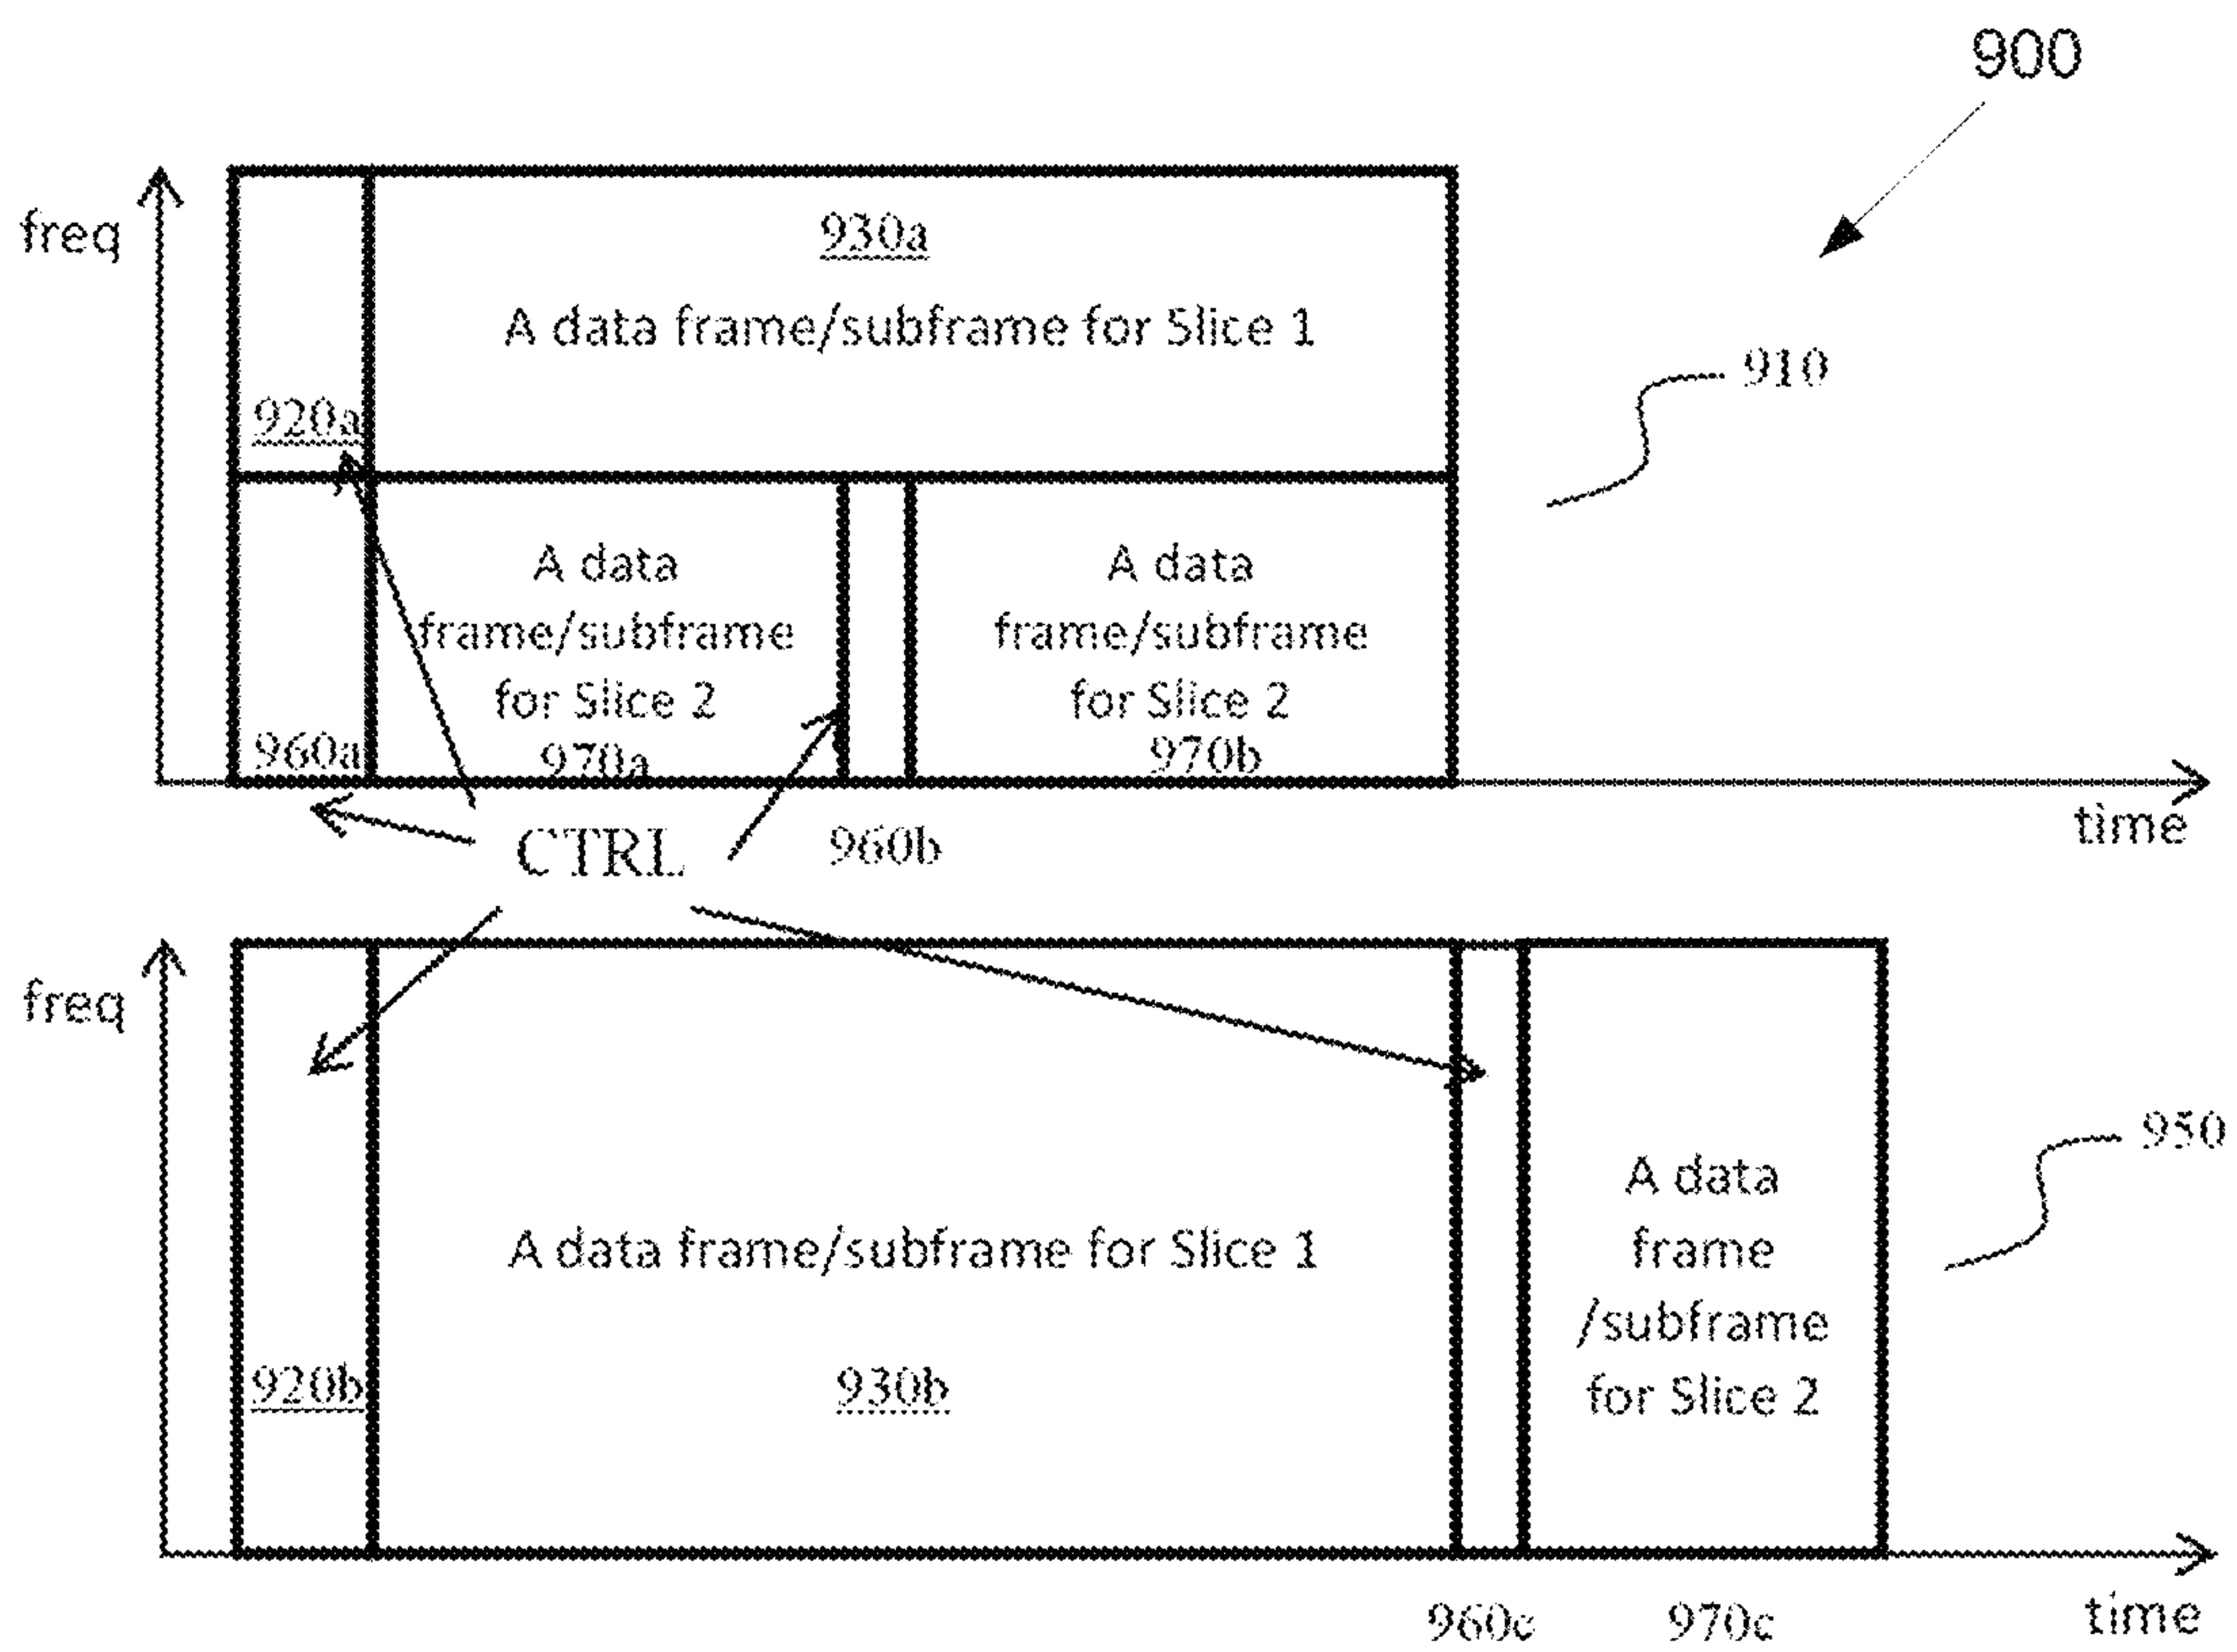 900
freq
930a
A data frame/subframe for Slice 1
910
920a
A data
frame/subframe
for Slice 2
970a
A data
frame/subframe
for Slice 2
970b
960a
time
CTRL
960b
freq
950
A data frame/subframe for Slice 1
930b
920b
A data
frame
/subframe
for Slice 2
960c
970c
time